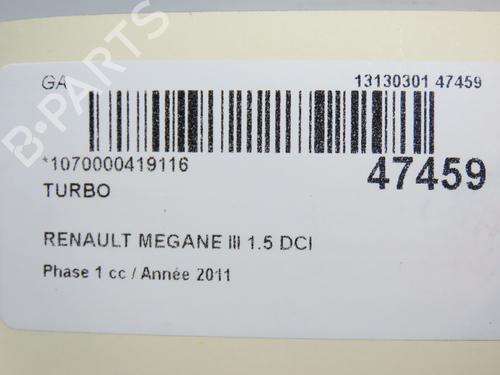 GA 13130301 47459
*1070000419116 47459
TURBO
RENAULT MEGANE III 1.5 DCI
Phase 1 cc / Année 2011
B-PARTS